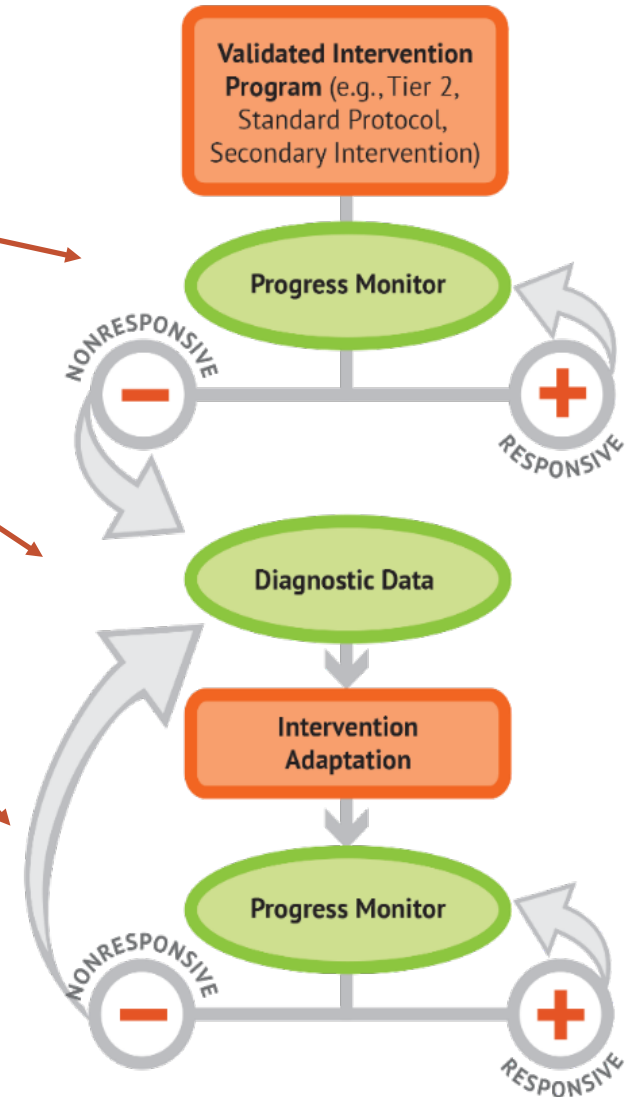 Validated Intervention
Program (e.g., Tier 2,
Standard Protocol,
Secondary Intervention)
Progress Monitor
NONRESPONSIVE
RESPONSIVE
Diagnostic Data
Intervention
Adaptation
Progress Monitor
NONRESPONSIVE
RESPONSIVE